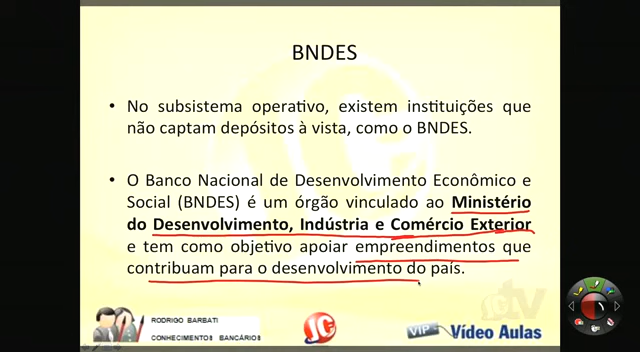 BNDES
• No subsistema operativo, existem instituições que
não captam depósitos à vista, como o BNDES.
• O Banco Nacional de Desenvolvimento Econômico e
Social (BNDES) é um órgão vinculado ao Ministério
do Desenvolvimento, Indústria e Comércio Exterior
e tem como objetivo apoiar empreendimentos que
contribuam para o desenvolvimento do país.
RODRIGO BARBATI
CONHECIMENTOS BANCÁRIOS
VIP Vídeo Aulas